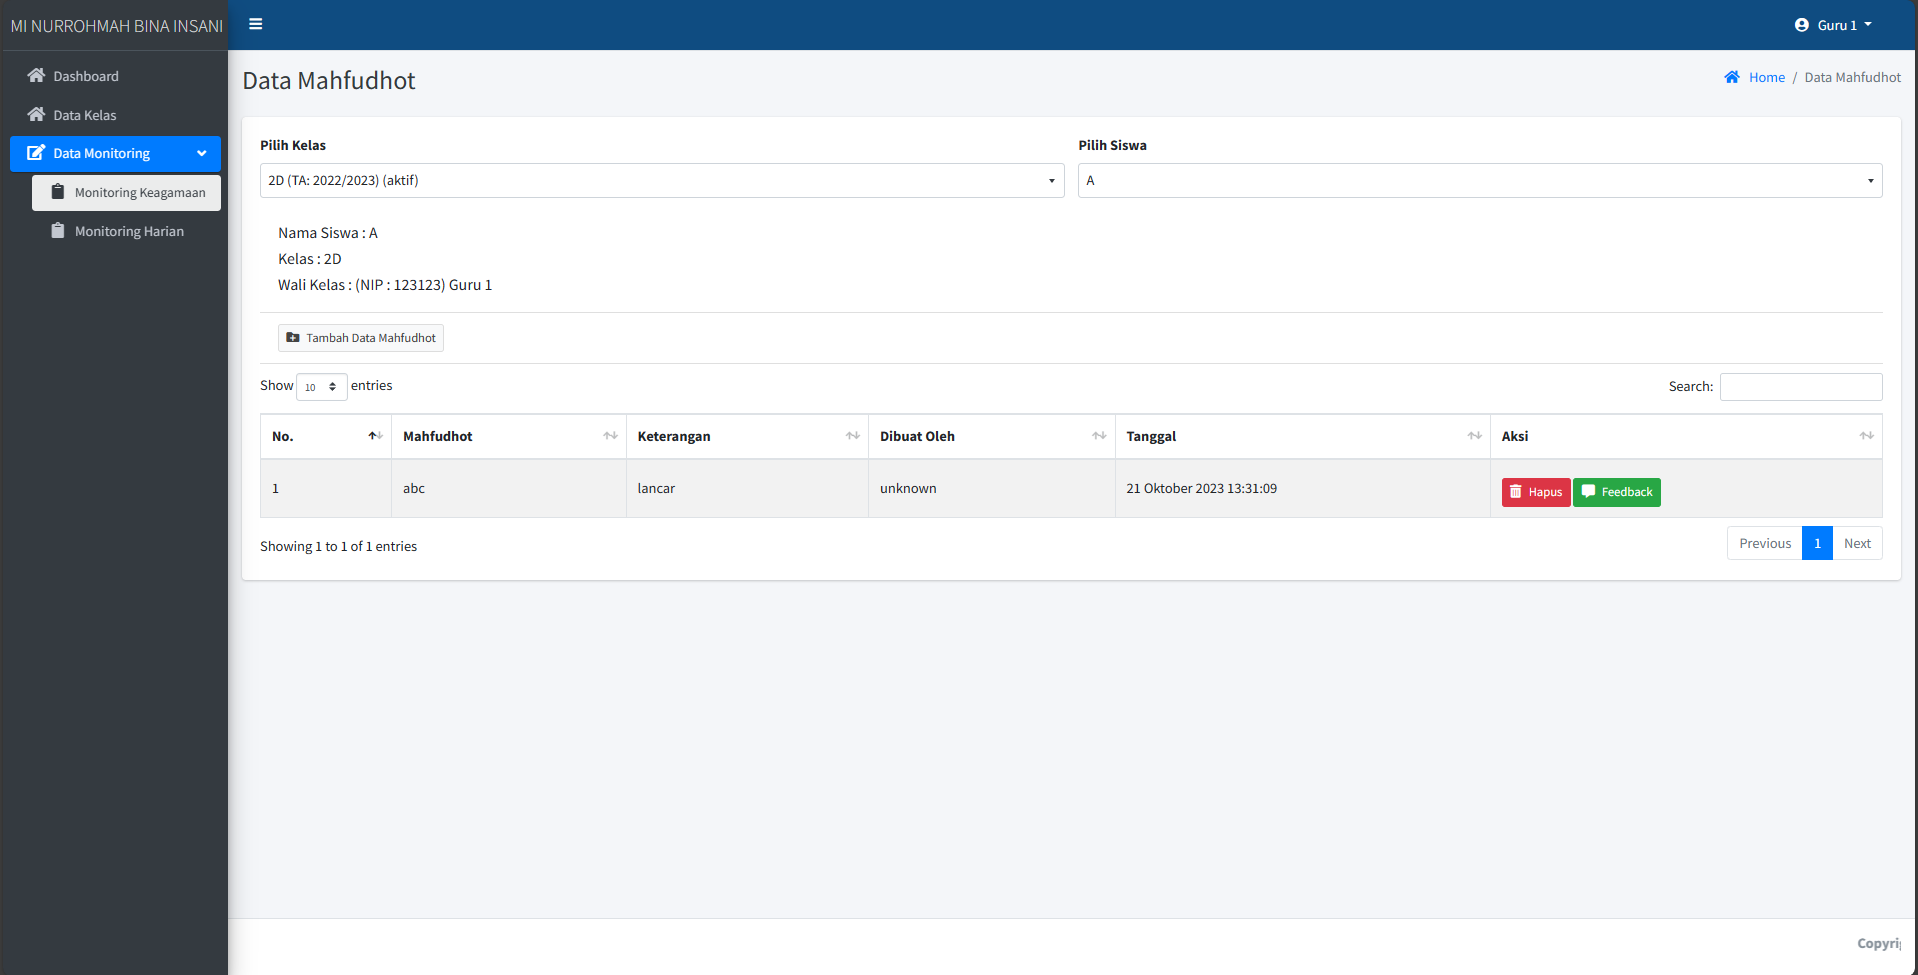 MI NURROHMAH BINA INSANI
Guru 1
Dashboard
Data Kelas
Data Monitoring
Monitoring Keagamaan
Monitoring Harian
Data Mahfudhot
Home / Data Mahfudhot
Pilih Kelas
Pilih Siswa
2D (TA: 2022/2023) (aktif)
A
Nama Siswa : A
Kelas : 2D
Wali Kelas : (NIP : 123123) Guru 1
Tambah Data Mahfudhot
Show 10 entries
Search:
No. Mahfudhot Keterangan Dibuat Oleh Tanggal Aksi
1 abc lancar unknown 21 Oktober 2023 13:31:09 Hapus Feedback
Showing 1 to 1 of 1 entries
Previous 1 Next